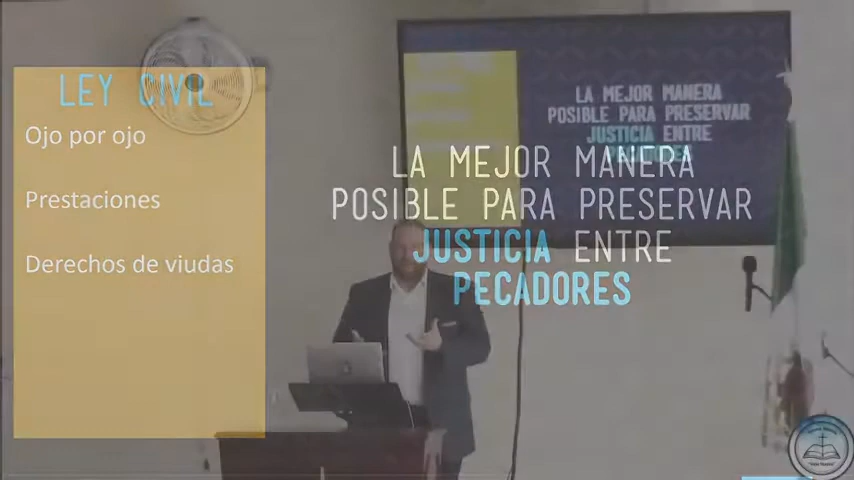 LEY CIVIL
Ojo por ojo
Prestaciones
Derechos de viudas
LA MEJOR MANERA
POSIBLE PARA PRESERVAR
JUSTICIA ENTRE
PECADORES
LA MEJOR MANERA
POSIBLE PARA PRESERVAR
JUSTICIA ENTRE
PECADORES